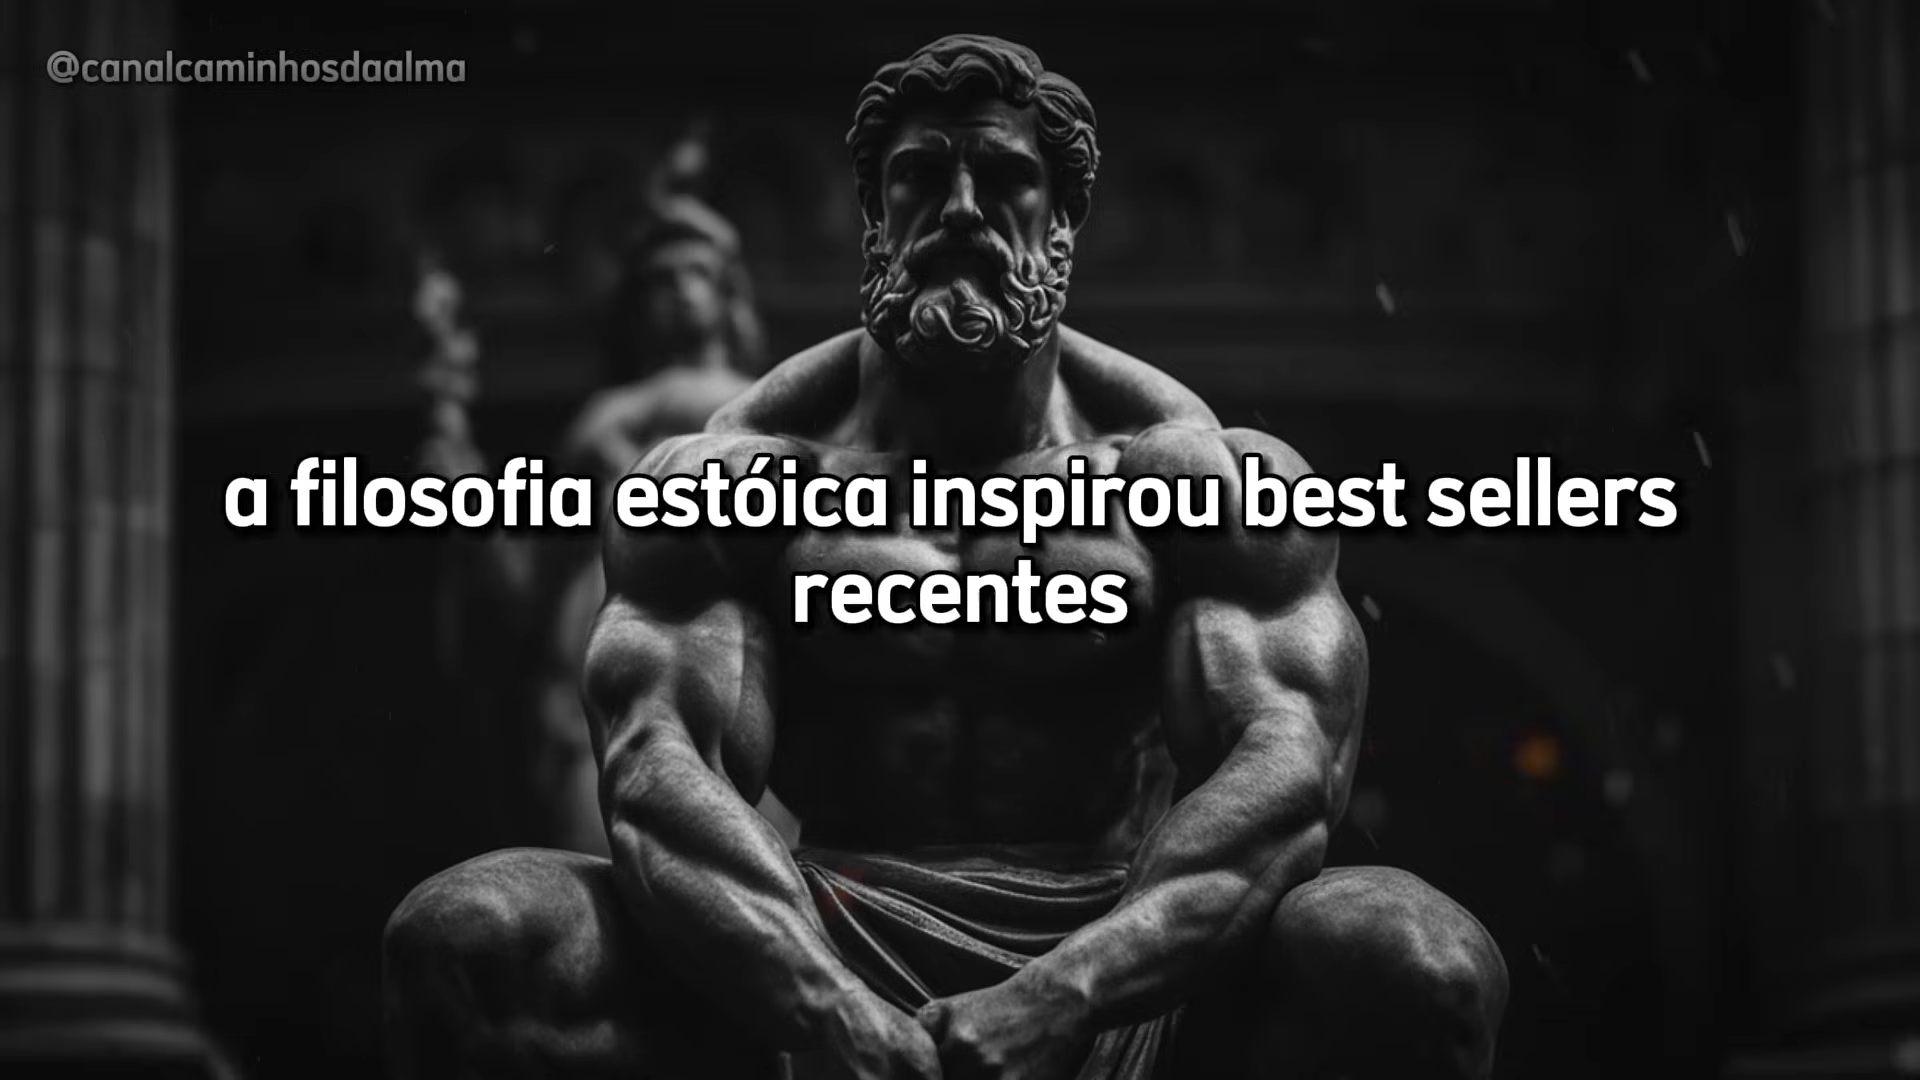 @canalcaminhosdaalma
a filosofia estóica inspirou best sellers
recentes